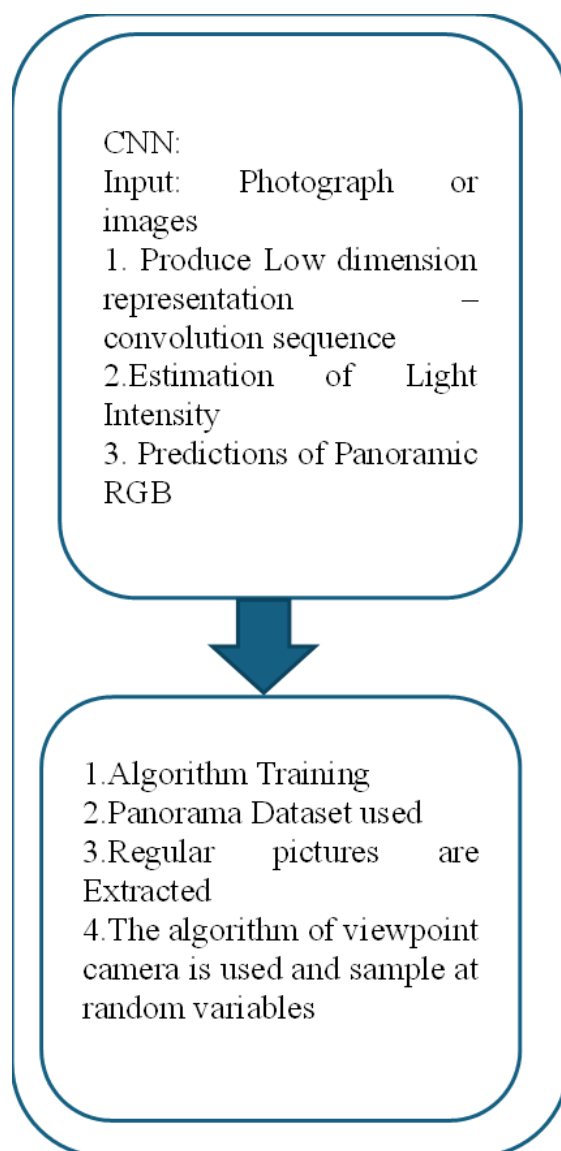 CNN:
Input: Photograph or
images
1. Produce Low dimension
representation –
convolution sequence
2.Estimation of Light
Intensity
3. Predictions of Panoramic
RGB
1.Algorithm Training
2.Panorama Dataset used
3.Regular pictures are
Extracted
4.The algorithm of viewpoint
camera is used and sample at
random variables